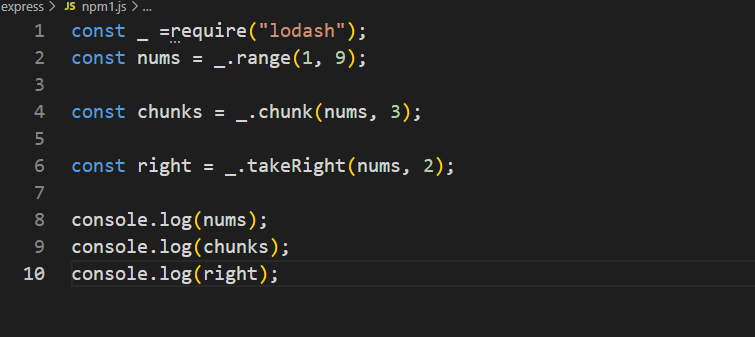 express > JS npm1.js > ...
1 const _ =require("lodash");
2 const nums = _.range(1, 9);
3
4 const chunks = _.chunk(nums, 3);
5
6 const right = _.takeRight(nums, 2);
7
8 console.log(nums);
9 console.log(chunks);
10 console.log(right);